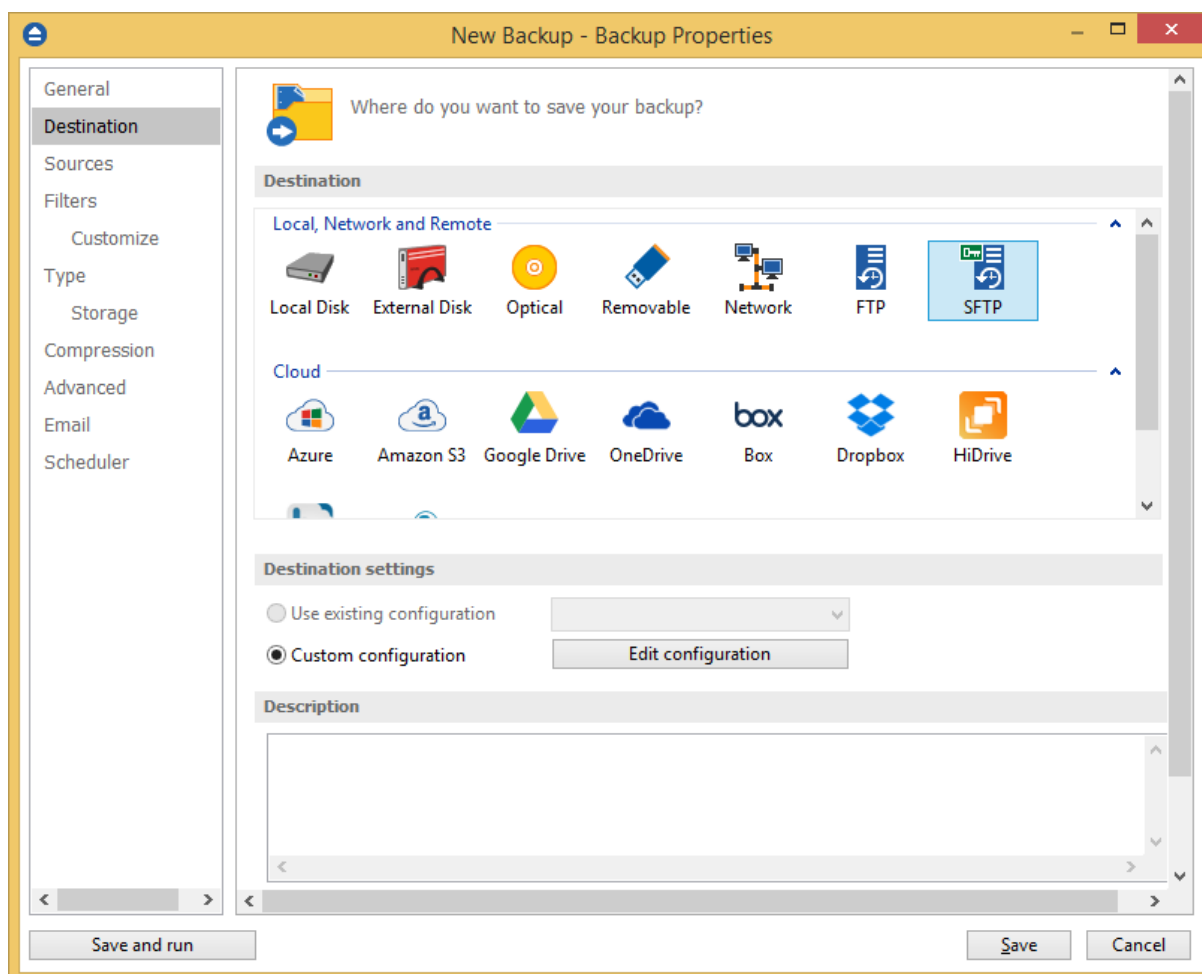 New Backup - Backup Properties
General
Destination
Sources
Filters
Customize
Type
Storage
Compression
Advanced
Email
Scheduler
Where do you want to save your backup?
Destination
Local, Network and Remote
Local Disk External Disk Optical Removable Network FTP SFTP
Cloud
a box
Azure Amazon S3 Google Drive OneDrive Box Dropbox HiDrive
Destination settings
Use existing configuration
Custom configuration Edit configuration
Description
Save and run Save Cancel